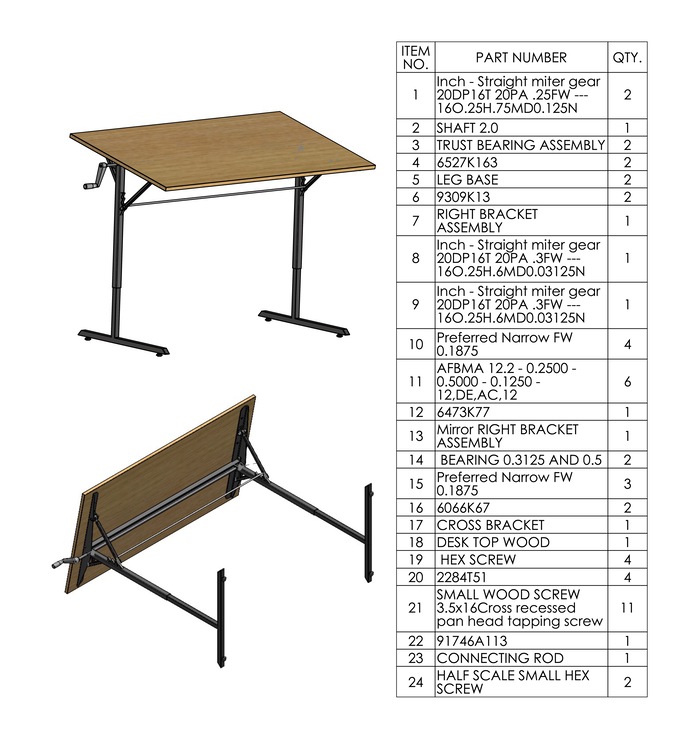 ITEM NO. PART NUMBER QTY.
1 Inch - Straight miter gear 2
20DP16T 20PA .25FW ---
16O.25H.75MD0.125N
2 SHAFT 2.0 1
3 TRUST BEARING ASSEMBLY 2
4 6527K163 2
5 LEG BASE 2
6 9309K13 2
7 RIGHT BRACKET 1
ASSEMBLY
8 Inch - Straight miter gear 1
20DP16T 20PA .3FW ---
16O.25H.6MD0.03125N
9 Inch - Straight miter gear 1
20DP16T 20PA .3FW ---
16O.25H.6MD0.03125N
10 Preferred Narrow FW 4
0.1875
11 AFBMA 12.2 - 0.2500 - 6
0.5000 - 0.1250 -
12,DE,AC,12
12 6473K77 1
13 Mirror RIGHT BRACKET 1
ASSEMBLY
14 BEARING 0.3125 AND 0.5 2
15 Preferred Narrow FW 3
0.1875
16 6066K67 2
17 CROSS BRACKET 1
18 DESK TOP WOOD 1
19 HEX SCREW 4
20 2284T51 4
21 SMALL WOOD SCREW 11
3.5x16Cross recessed
pan head tapping screw
22 91746A113 1
23 CONNECTING ROD 1
24 HALF SCALE SMALL HEX 2
SCREW